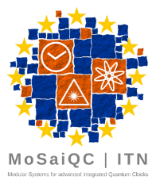 MoSaiQC | ITN
Modular Systems for advanced Integrated Quantum Clocks